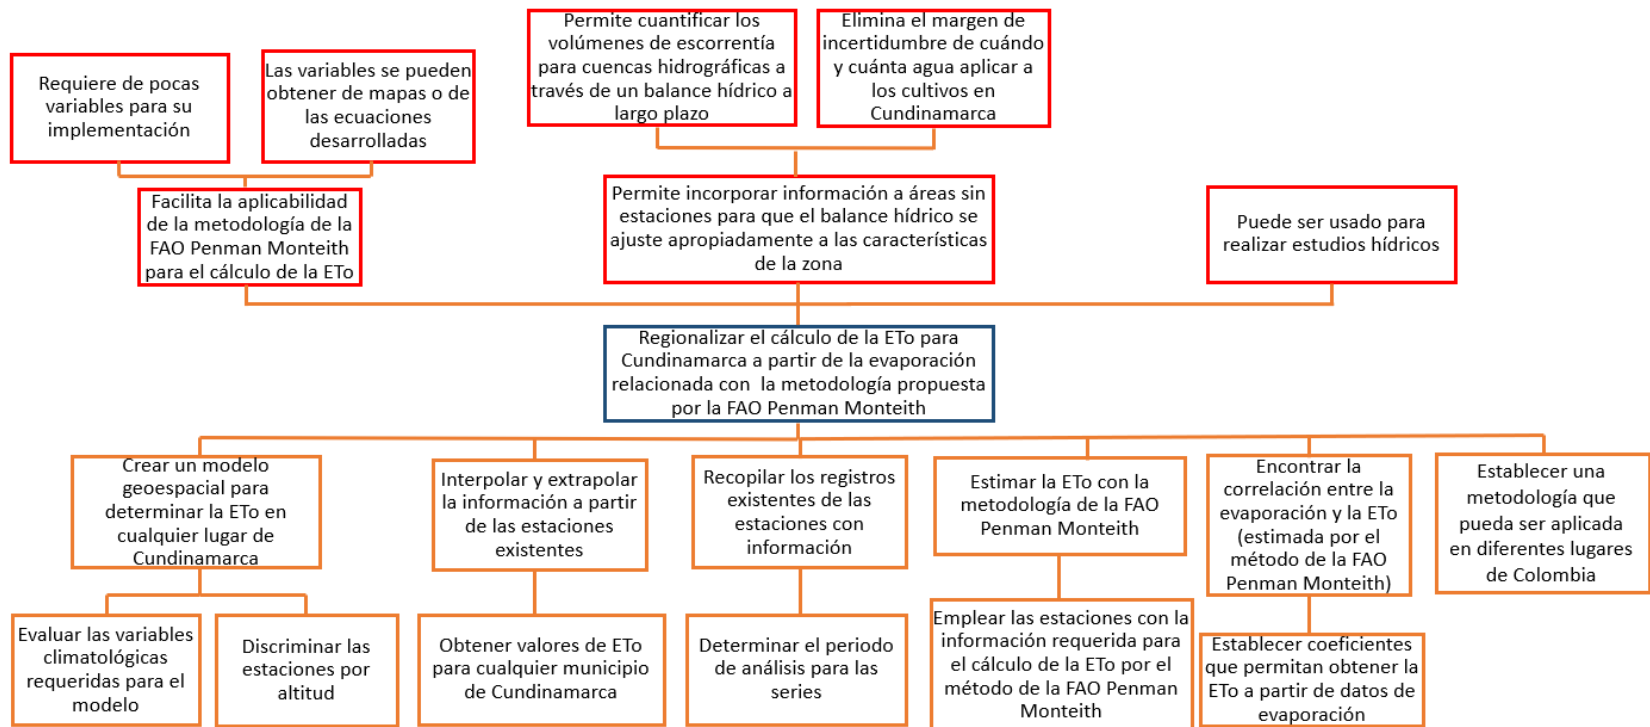 Requiere de pocas
variables para su
implementación
Las variables se pueden
obtener de mapas o de
las ecuaciones
desarrolladas
Permite cuantificar los
volúmenes de escorrentía
para cuencas hidrográficas a
través de un balance hídrico a
largo plazo
Elimina el margen de
incertidumbre de cuándo
y cuánta agua aplicar a
los cultivos en
Cundinamarca
Facilita la aplicabilidad
de la metodología de la
FAO Penman Monteith
para el cálculo de la ETo
Permite incorporar información a áreas sin
estaciones para que el balance hídrico se
ajuste apropiadamente a las características
de la zona
Puede ser usado para
realizar estudios hídricos
Regionalizar el cálculo de la ETo para
Cundinamarca a partir de la evaporación
relacionada con la metodología propuesta
por la FAO Penman Monteith
Crear un modelo
geoespacial para
determinar la ETo en
cualquier lugar de
Cundinamarca
Interpolar y extrapolar
la información a partir
de las estaciones
existentes
Recopilar los registros
existentes de las
estaciones con
información
Estimar la ETo con la
metodología de la FAO
Penman Monteith
Encontrar la
correlación entre la
evaporación y la ETo
(estimada por el
método de la FAO
Penman Monteith)
Establecer una
metodología que
pueda ser aplicada
en diferentes lugares
de Colombia
Evaluar las variables
climatológicas
requeridas para el
modelo
Discriminar las
estaciones por
altitud
Obtener valores de ETo
para cualquier municipio
de Cundinamarca
Determinar el periodo
de análisis para las
series
Emplear las estaciones con la
información requerida para
el cálculo de la ETo por el
método de la FAO Penman
Monteith
Establecer coeficientes
que permitan obtener la
ETo a partir de datos de
evaporación